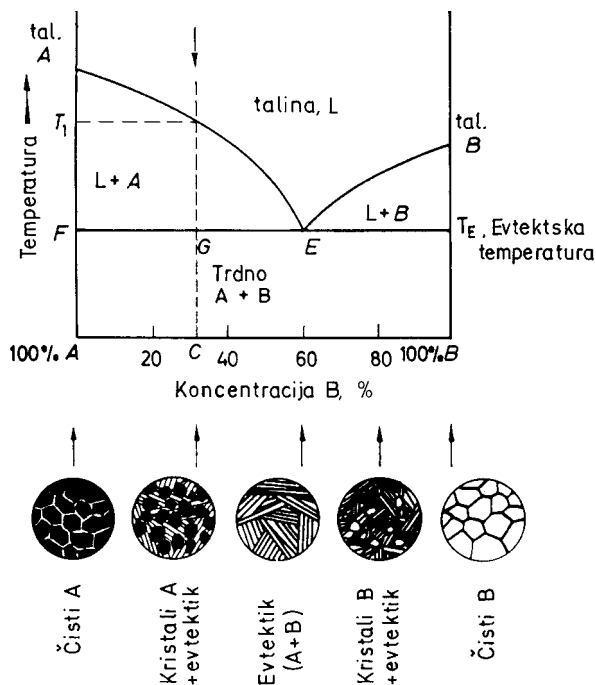 tal.
A
Temperatura
T₁
talina, L
tal.
B
L + A
L+B
F
G
E
T_E, Evtektska
temperatura
Trdno
A + B
100% A
20
C
40
60
80
100% B
Koncentracija B, %
Čisti A
Kristali A
+evtektik
Evtektik
(A+B)
Kristali B
+evtektik
Čisti B